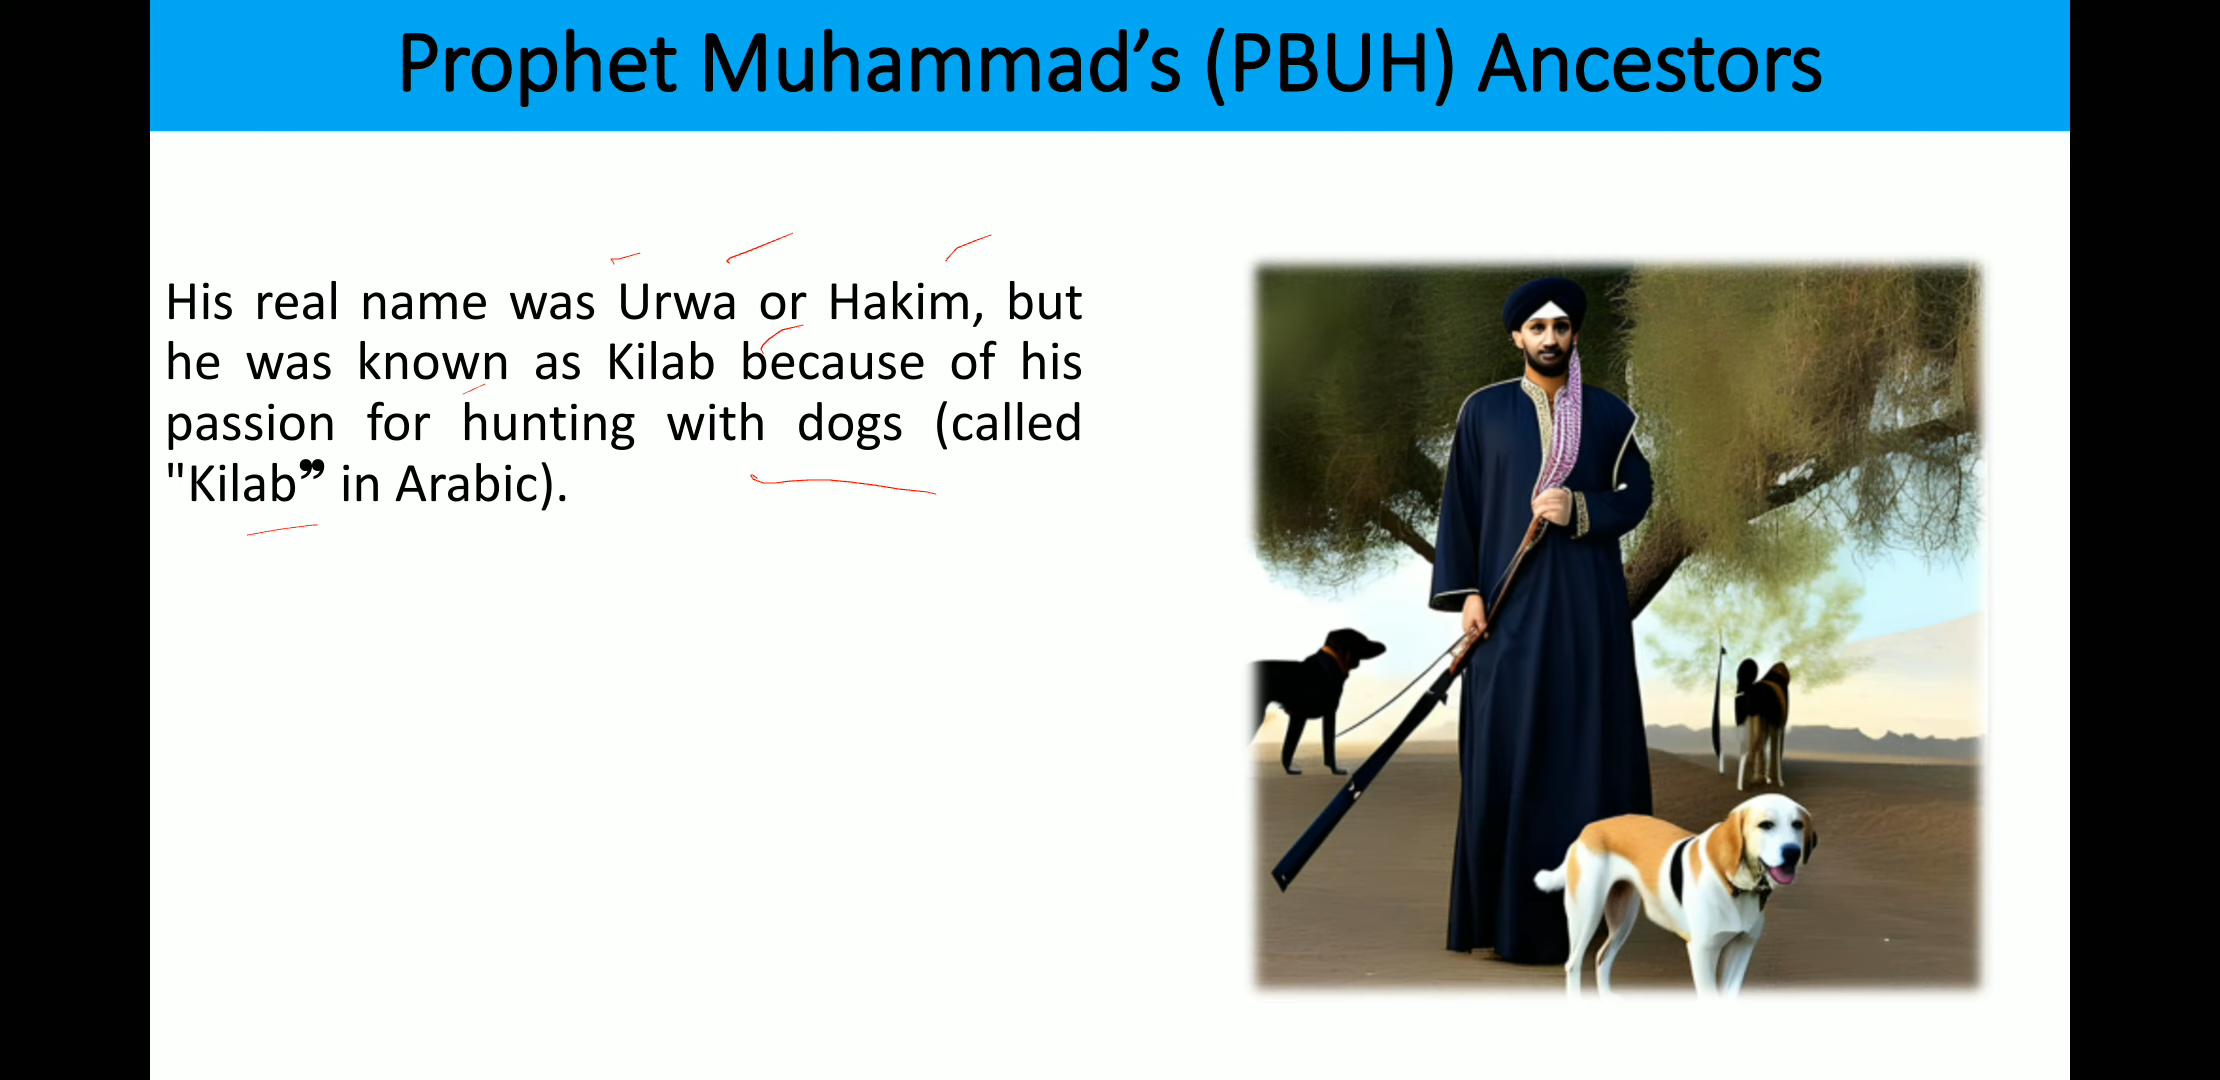 Prophet Muhammad’s (PBUH) Ancestors
His real name was Urwa or Hakim, but
he was known as Kilab because of his
passion for hunting with dogs (called
"Kilab” in Arabic).